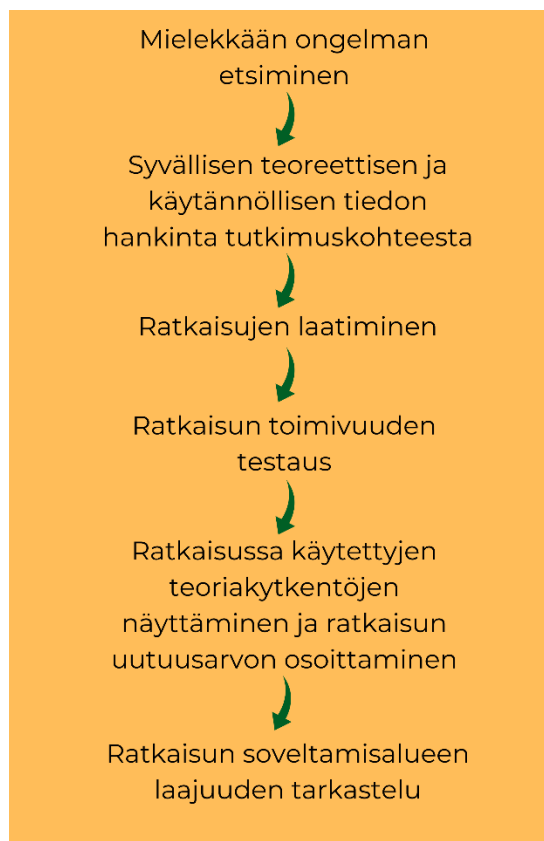 Mielekkään ongelman
etsiminen
Syvällisen teoreettisen ja
käytännöllisen tiedon
hankinta tutkimuskohteesta
Ratkaisujen laatiminen
Ratkaisun toimivuuden
testaus
Ratkaisussa käytettyjen
teoriakytkentöjen
näyttäminen ja ratkaisun
uutuusarvon osoittaminen
Ratkaisun soveltamisalueen
laajuuden tarkastelu